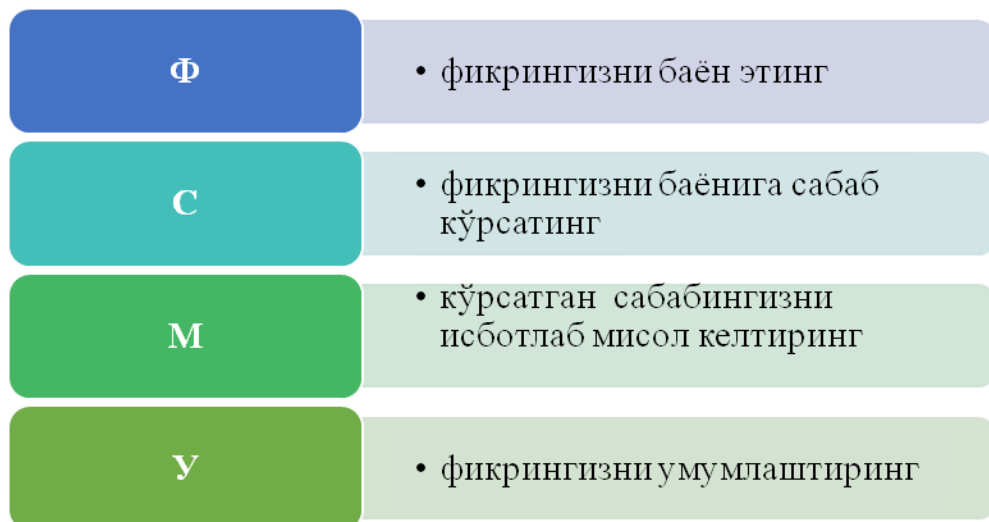 Ф
• фикрингизни баён этинг
С
• фикрингизни баёнига сабаб
кўрсатинг
М
• кўрсатган сабабингизни
исботлаб мисол келтиринг
У
• фикрингизни умумлаштиринг